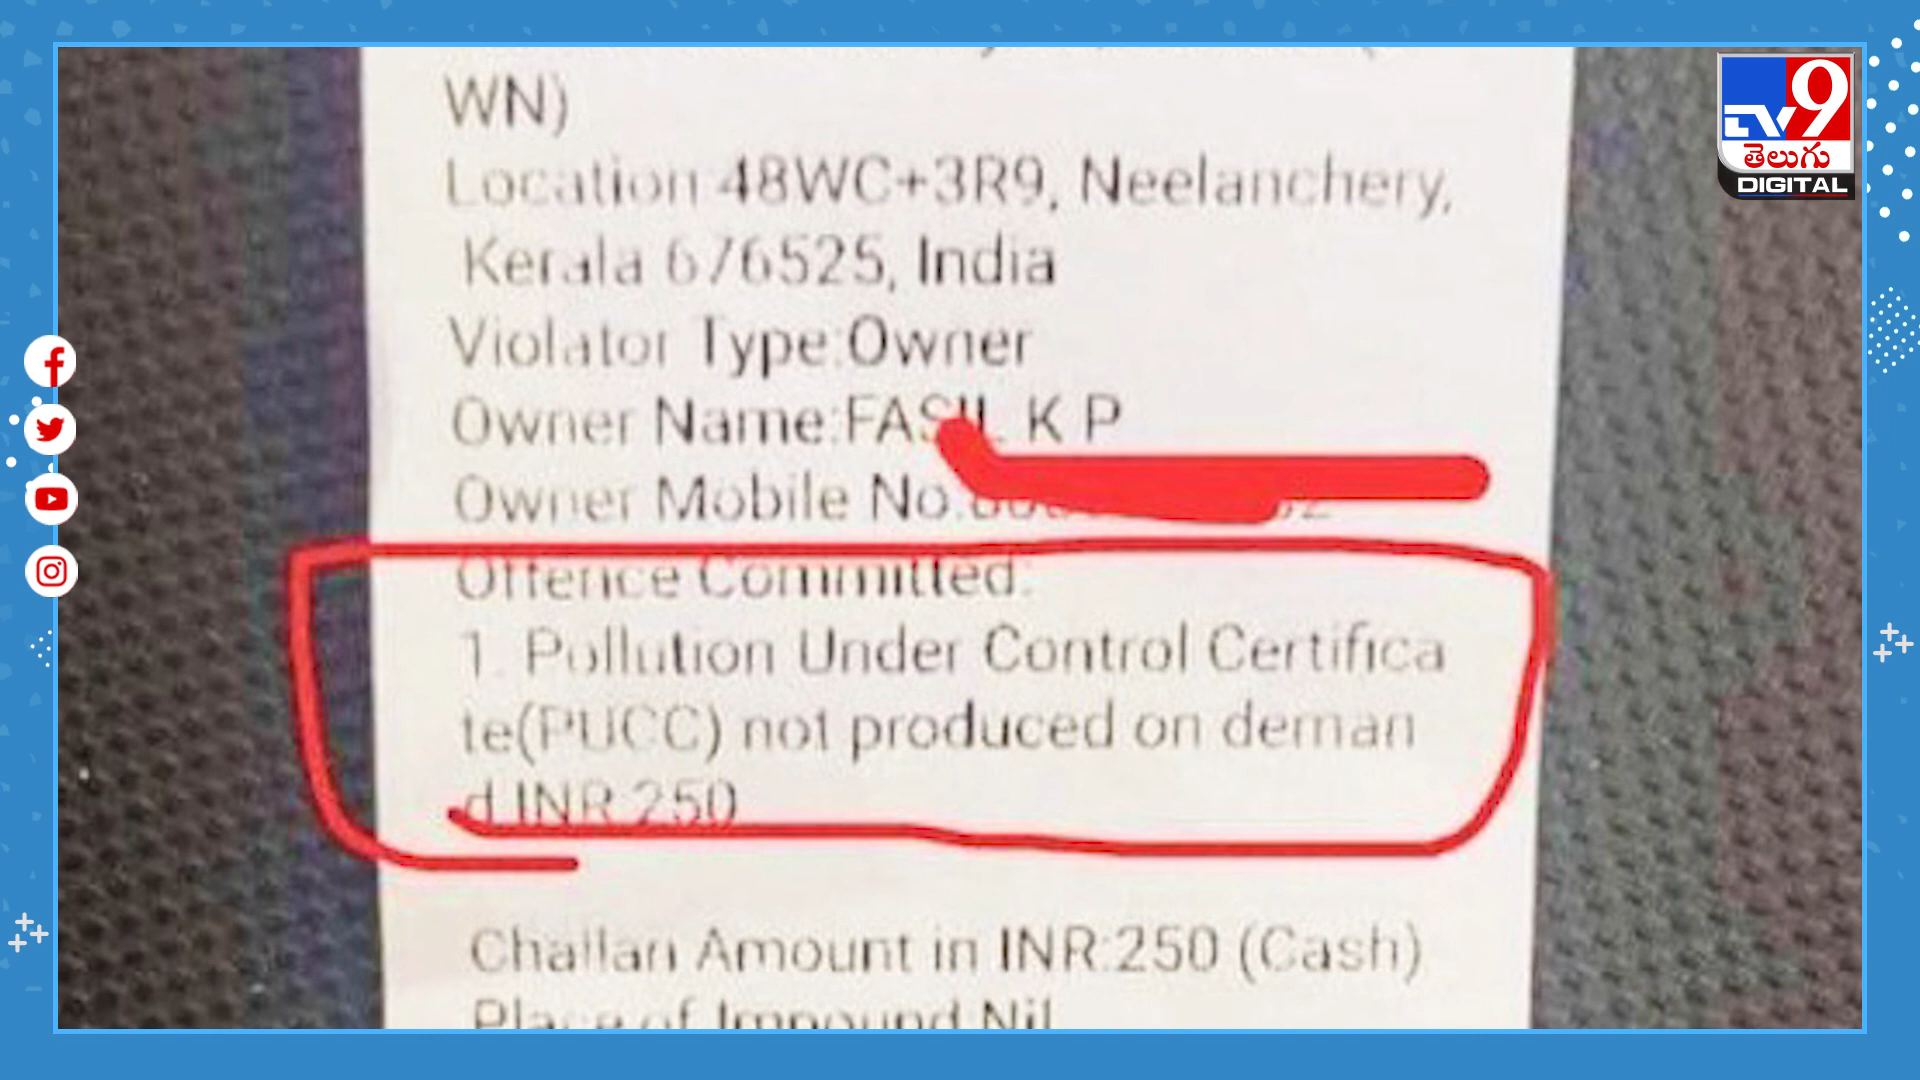 WN)
Location 48WC+3R9, Neelanchery,
Kerala 676525, India
Violator Type:Owner
Owner Name:FASIL K P
Owner Mobile No.
Offence Committed:
1. Pollution Under Control Certifica
te(PUCC) not produced on deman
d.INR:250
Challan Amount in INR:250 (Cash)
Place of Impound Nil
TV9
తెలుగు
DIGITAL